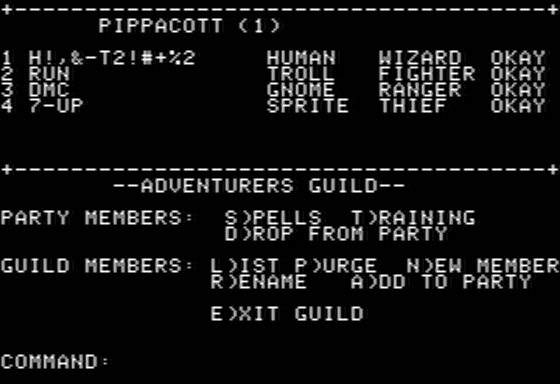 +--------------------------------------+
PIPPACOTT (1)
1 H!,&-T2!#+%2 HUMAN WIZARD OKAY
2 RUN TROLL FIGHTER OKAY
3 DMC GNOME RANGER OKAY
4 7-UP SPRITE THIEF OKAY
+--------------------------------------+
--ADVENTURERS GUILD--
PARTY MEMBERS: S)PELLS T)RAINING
D)ROP FROM PARTY
GUILD MEMBERS: L)IST P)URGE N)EW MEMBER
R)ENAME A)DD TO PARTY
E)XIT GUILD
COMMAND: